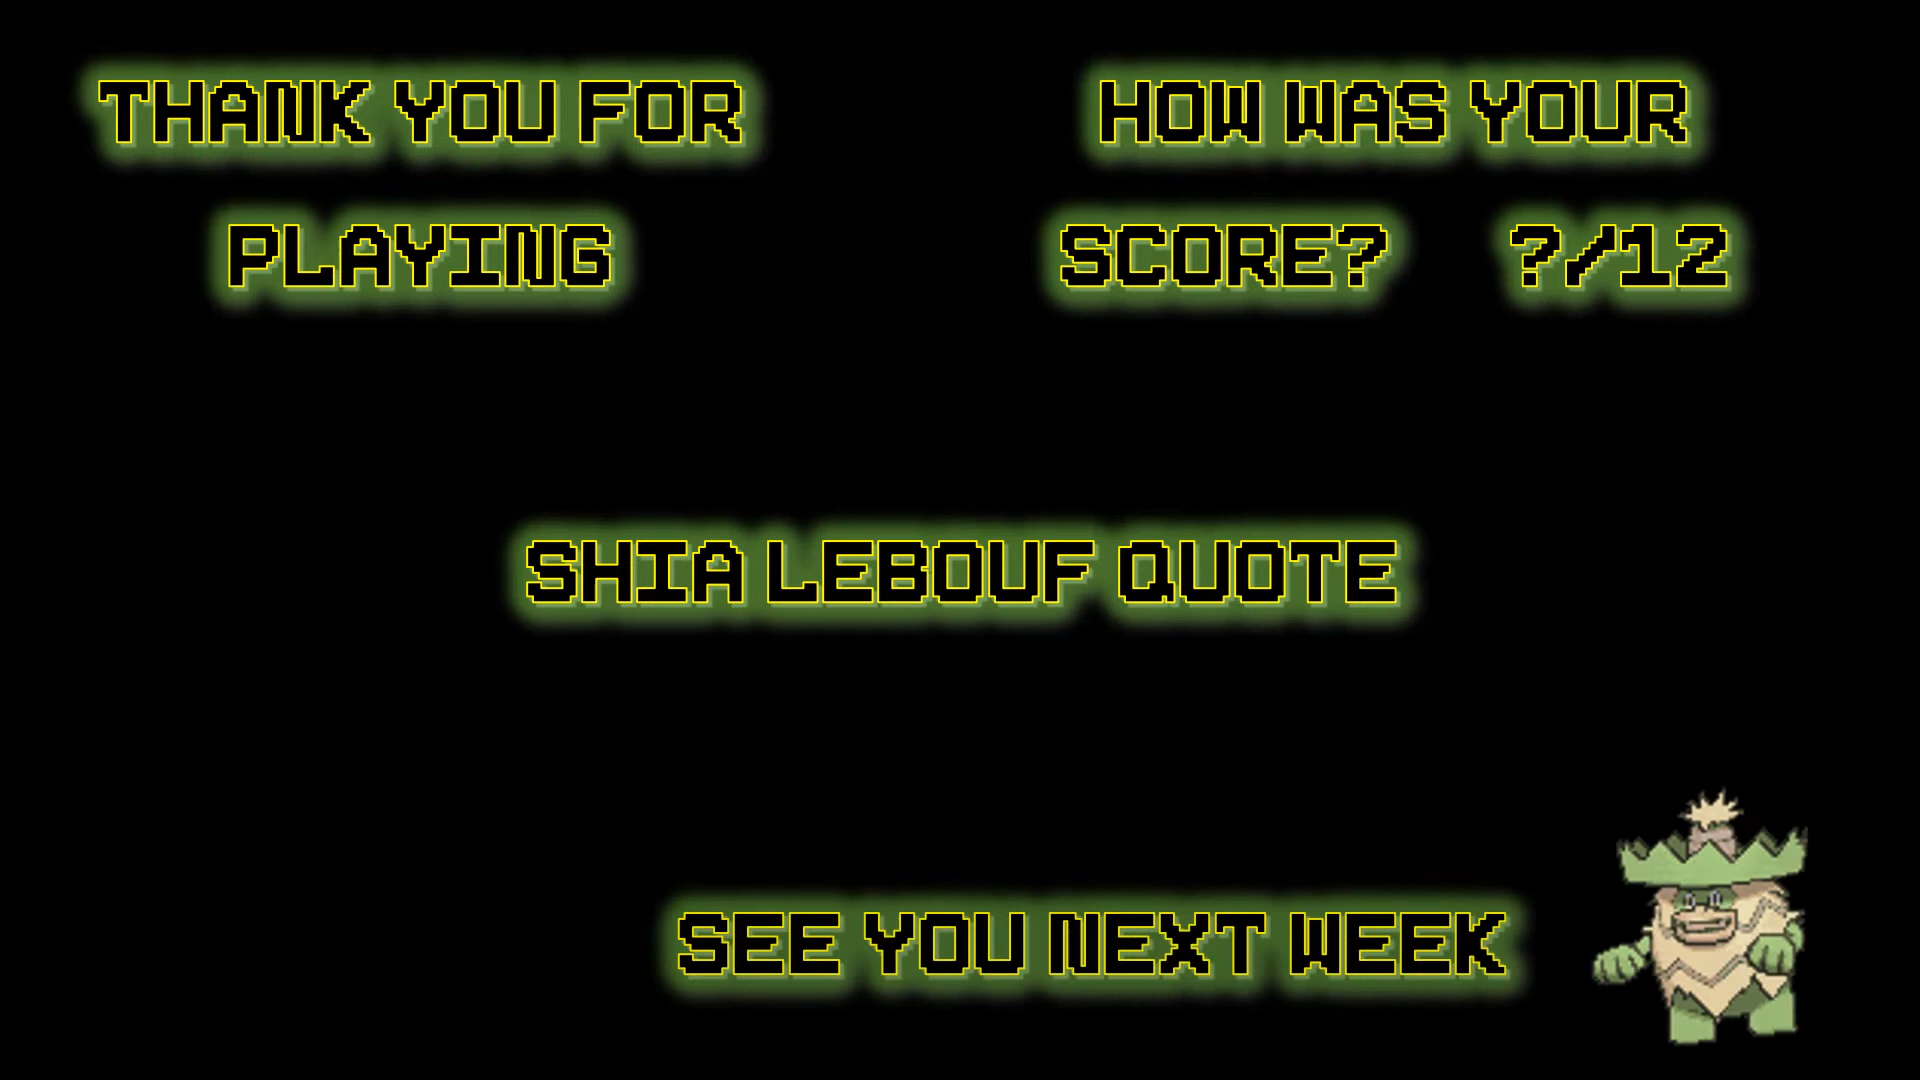 THANK YOU FOR
PLAYING
HOW WAS YOUR
SCORE? ?/12
SHIA LEBOUF QUOTE
SEE YOU NEXT WEEK